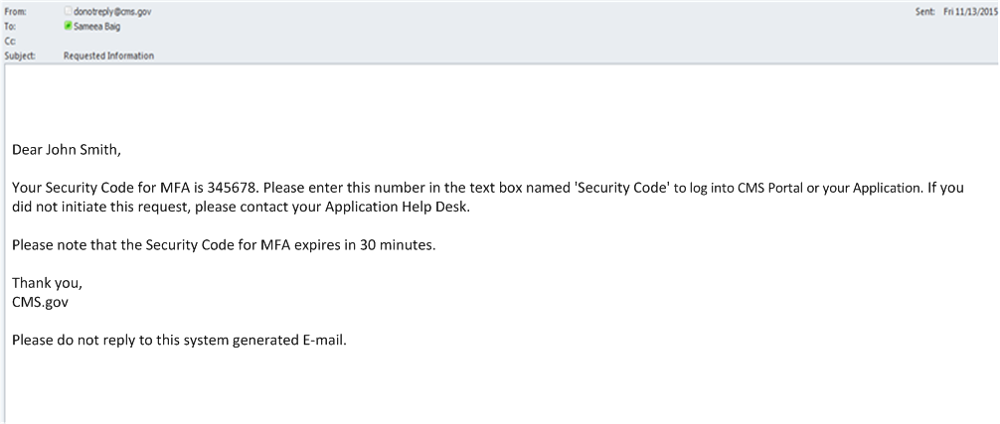 From: donotreply@cms.gov Sent: Fri 11/13/2015
To: Sameea Baig
Cc:
Subject: Requested Information
Dear John Smith,
Your Security Code for MFA is 345678. Please enter this number in the text box named 'Security Code' to log into CMS Portal or your Application. If you
did not initiate this request, please contact your Application Help Desk.
Please note that the Security Code for MFA expires in 30 minutes.
Thank you,
CMS.gov
Please do not reply to this system generated E-mail.